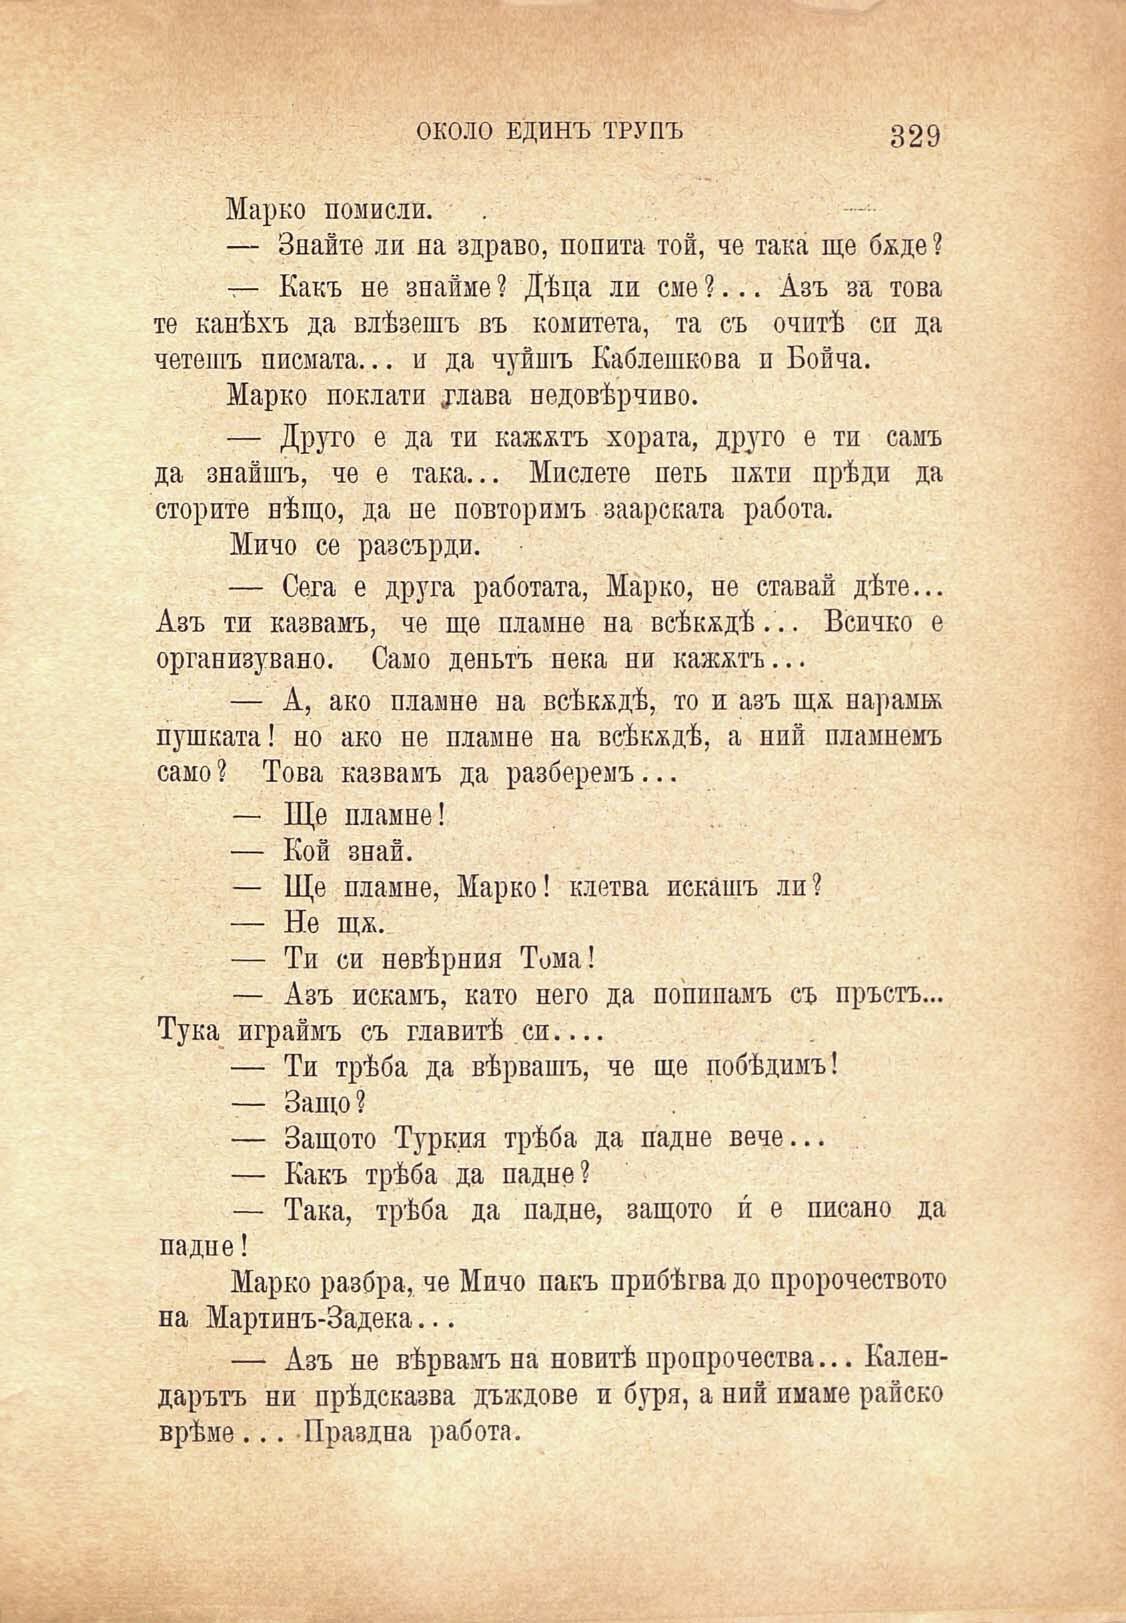 ОКОЛО ЕДИНЪ ТРУПЪ 329
Марко помисли.
— Знайте ли на здраво, попита той, че така ще бѫде?
— Какъ не знайме? Дѣца ли сме?... Азъ за това
те канѣхъ да влѣзешъ въ комитета, та съ очитѣ си да
четешъ писмата... и да чуйшъ Каблешкова и Бойча.
Марко поклати глава недовѣрчиво.
— Друго е да ти кажѫтъ хората, друго е ти самъ
да знайшъ, че е така... Мислете петь пѫти прѣди да
сторите нѣщо, да не повторимъ заарската работа.
Мичо се разсърди.
— Сега е друга работата, Марко, не ставай дѣте...
Азъ ти казвамъ, че ще пламне на всѣкѫдѣ... Всичко е
организувано. Само деньтъ нека ни кажѫтъ...
— А, ако пламне на всѣкѫдѣ, то и азъ щѫ нарамѭ
пушката! но ако не пламне на всѣкѫдѣ, а ний пламнемъ
само? Това казвамъ да разберемъ...
— Ще пламне!
— Кой знай.
— Ще пламне, Марко! клетва искашъ ли?
— Не щѫ.
— Ти си невѣрния Тома!
— Азъ искамъ, като него да попипамъ съ пръстъ...
Тука играймъ съ главитѣ си....
— Ти трѣба да вѣрвашъ, че ще побѣдимъ!
— Защо?
— Защото Туркия трѣба да падне вече...
— Какъ трѣба да падне?
— Така, трѣба да падне, защото ѝ е писано да
падне!
Марко разбра, че Мичо пакъ прибѣгва до пророчеството
на Мартинъ-Задека...
— Азъ не вѣрвамъ на новитѣ пропрочества... Кален-
дарътъ ни прѣдсказва дъждове и буря, а ний имаме райско
врѣме... Праздна работа.